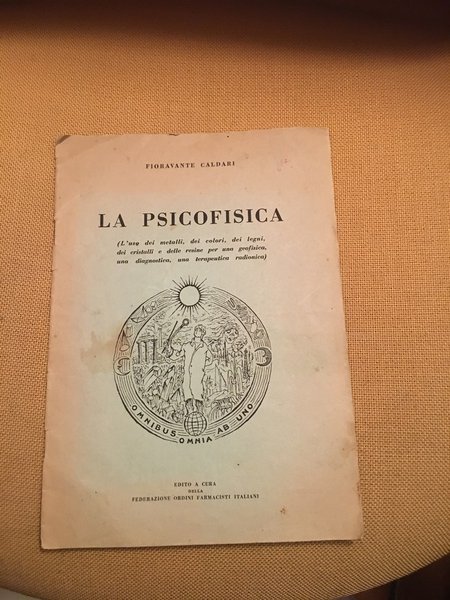 FIORAVANTE CALDARI
LA PSICOFISICA
(L'uso dei metalli, dei colori, dei legni,
dei cristalli e delle resine per una geofisica,
una diagnostica, una terapeutica radionica)
OMNIBUS OMNIA AB UNO
EDITO A CURA
DELLA
FEDERAZIONE ORDINI FARMACISTI ITALIANI